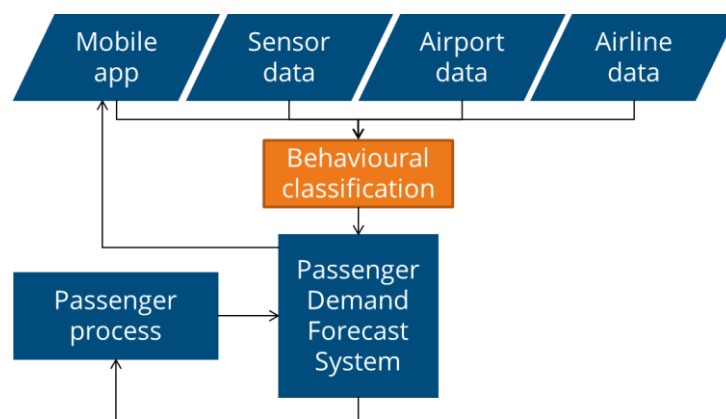 Mobile
app
Sensor
data
Airport
data
Airline
data
Behavioural
classification
Passenger
process
Passenger
Demand
Forecast
System